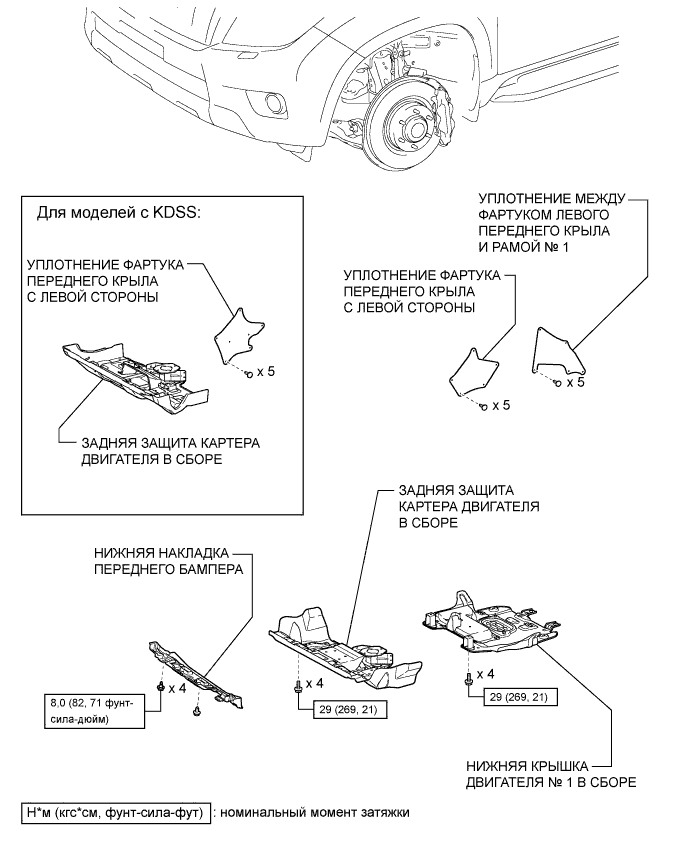 Для моделей с KDSS:
УПЛОТНЕНИЕ ФАРТУКА
ПЕРЕДНЕГО КРЫЛА
С ЛЕВОЙ СТОРОНЫ
x 5
ЗАДНЯЯ ЗАЩИТА КАРТЕРА
ДВИГАТЕЛЯ В СБОРЕ
УПЛОТНЕНИЕ МЕЖДУ
ФАРТУКОМ ЛЕВОГО
ПЕРЕДНЕГО КРЫЛА
И РАМОЙ № 1
УПЛОТНЕНИЕ ФАРТУКА
ПЕРЕДНЕГО КРЫЛА
С ЛЕВОЙ СТОРОНЫ
x 5
x 5
ЗАДНЯЯ ЗАЩИТА
КАРТЕРА ДВИГАТЕЛЯ
В СБОРЕ
НИЖНЯЯ НАКЛАДКА
ПЕРЕДНЕГО БАМПЕРА
x 4
8,0 (82, 71 фунт-
сила-дюйм)
x 4
29 (269, 21)
x 4
29 (269, 21)
НИЖНЯЯ КРЫШКА
ДВИГАТЕЛЯ № 1 В СБОРЕ
Н*м (кгс*см, фунт-сила-фут) : номинальный момент затяжки